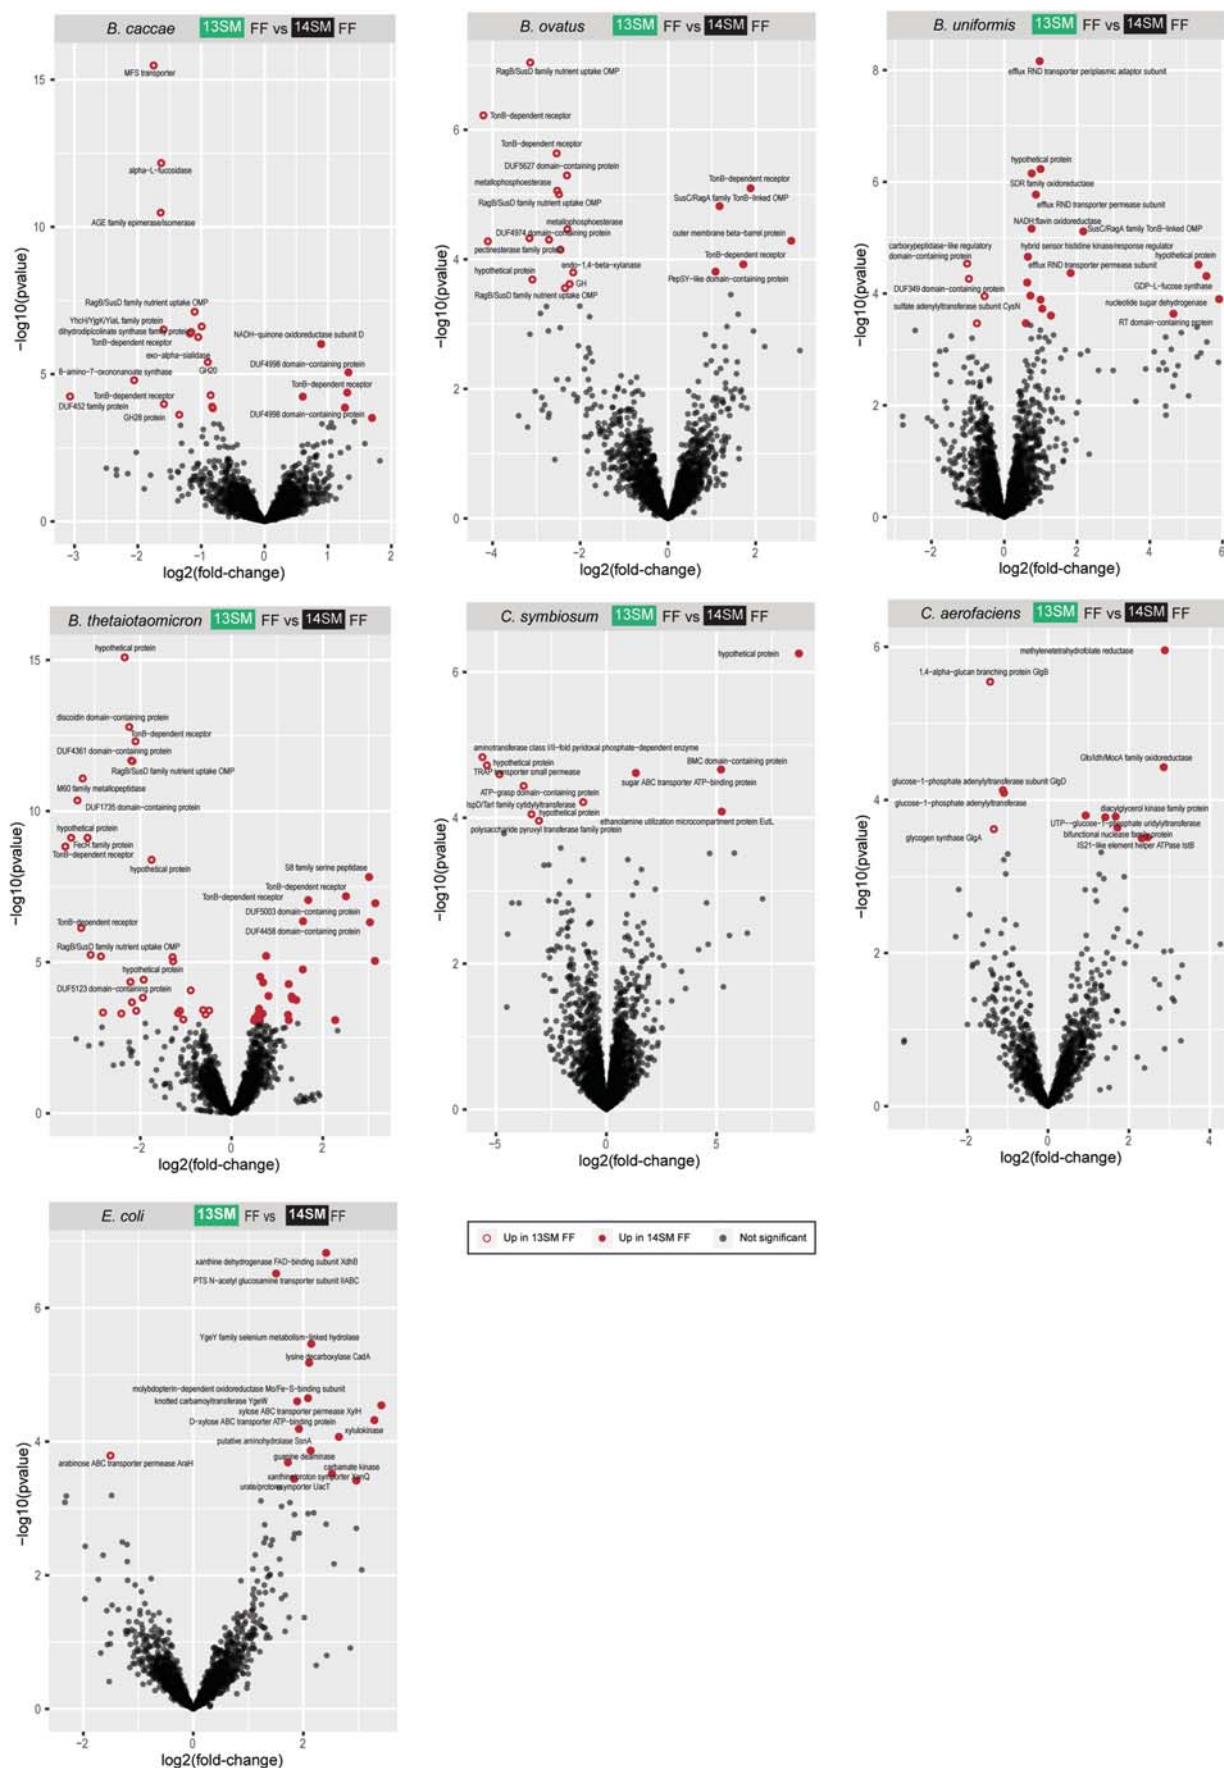 B. caccae 13SM FF vs 14SM FF
MFS transporter
alpha-L-fucosidase
AGE family epimerase/isomerase
RagB/SusD family nutrient uptake OMP
YhcH/YjgK/YiaL family protein
dihydrodipicolinate synthase family protein
TonB-dependent receptor
exo-alpha-sialidase
GH20
8-amino-7-oxononanoate synthase
TonB-dependent receptor
DUF452 family protein
GH28 protein
NADH-quinone oxidoreductase subunit D
DUF4998 domain-containing protein
TonB-dependent receptor
DUF4998 domain-containing protein
15
10
5
0
-3
-2
-1
0
1
2
-log10(pvalue)
log2(fold-change)
B. ovatus 13SM FF vs 14SM FF
RagB/SusD family nutrient uptake OMP
TonB-dependent receptor
TonB-dependent receptor
DUF5627 domain-containing protein
metallophosphoesterase
RagB/SusD family nutrient uptake OMP
metallophosphoesterase
DUF4974 domain-containing protein
pectinesterase family protein
endo-1,4-beta-xylanase
hypothetical protein
GH
RagB/SusD family nutrient uptake OMP
TonB-dependent receptor
SusC/RagA family TonB-linked OMP
outer membrane beta-barrel protein
TonB-dependent receptor
PepSY-like domain-containing protein
6
4
2
0
-4
-2
0
2
-log10(pvalue)
log2(fold-change)
B. uniformis 13SM FF vs 14SM FF
efflux RND transporter periplasmic adaptor subunit
hypothetical protein
SDR family oxidoreductase
efflux RND transporter permease subunit
NADH:flavin oxidoreductase
SusC/RagA family TonB-linked OMP
carboxypeptidase-like regulatory
domain-containing protein
hybrid sensor histidine kinase/response regulator
hypothetical protein
efflux RND transporter permease subunit
DUF349 domain-containing protein
GDP-L-fucose synthase
sulfate adenylyltransferase subunit CysN
nucleotide sugar dehydrogenase
RT domain-containing protein
8
6
4
2
0
-2
0
2
4
6
-log10(pvalue)
log2(fold-change)
B. thetaiotaomicron 13SM FF vs 14SM FF
hypothetical protein
discoidin domain-containing protein
TonB-dependent receptor
DUF4361 domain-containing protein
RagB/SusD family nutrient uptake OMP
M60 family metallopeptidase
DUF1735 domain-containing protein
hypothetical protein
FecR family protein
TonB-dependent receptor
hypothetical protein
S8 family serine peptidase
TonB-dependent receptor
TonB-dependent receptor
DUF5003 domain-containing protein
DUF4458 domain-containing protein
TonB-dependent receptor
RagB/SusD family nutrient uptake OMP
hypothetical protein
DUF5123 domain-containing protein
15
10
5
0
-2
0
2
-log10(pvalue)
log2(fold-change)
C. symbiosum 13SM FF vs 14SM FF
hypothetical protein
aminotransferase class I/II-fold pyridoxal phosphate-dependent enzyme
hypothetical protein
TRAP transporter small permease
BMC domain-containing protein
sugar ABC transporter ATP-binding protein
ATP-grasp domain-containing protein
IspD/TarI family cytidylyltransferase
hypothetical protein
ethanolamine utilization microcompartment protein EutL
polysaccharide pyruvyl transferase family protein
6
4
2
0
-5
0
5
-log10(pvalue)
log2(fold-change)
C. aerofaciens 13SM FF vs 14SM FF
methylenetetrahydrofolate reductase
1,4-alpha-glucan branching protein GlgB
Gfo/Idh/MocA family oxidoreductase
glucose-1-phosphate adenylyltransferase subunit GlgD
glucose-1-phosphate adenylyltransferase
diacylglycerol kinase family protein
UTP--glucose-1-phosphate uridylyltransferase
glycogen synthase GlgA
bifunctional nuclease family protein
IS21-like element helper ATPase IstB
6
4
2
0
-2
0
2
4
-log10(pvalue)
log2(fold-change)
E. coli 13SM FF vs 14SM FF
xanthine dehydrogenase FAD-binding subunit XdhB
PTS N-acetyl glucosamine transporter subunit IIABC
YgeY family selenium metabolism-linked hydrolase
lysine decarboxylase CadA
molybdopterin-dependent oxidoreductase Mo/Fe-S-binding subunit
knotted carbamoyltransferase YgeW
xylose ABC transporter permease XylH
D-xylose ABC transporter ATP-binding protein
xylulokinase
putative aminohydrolase SsnA
guanine deaminase
arabinose ABC transporter permease AraH
carbamate kinase
xanthine/proton symporter XanQ
urate/proton symporter UacT
6
4
2
0
-2
0
2
-log10(pvalue)
log2(fold-change)
Up in 13SM FF
Up in 14SM FF
Not significant